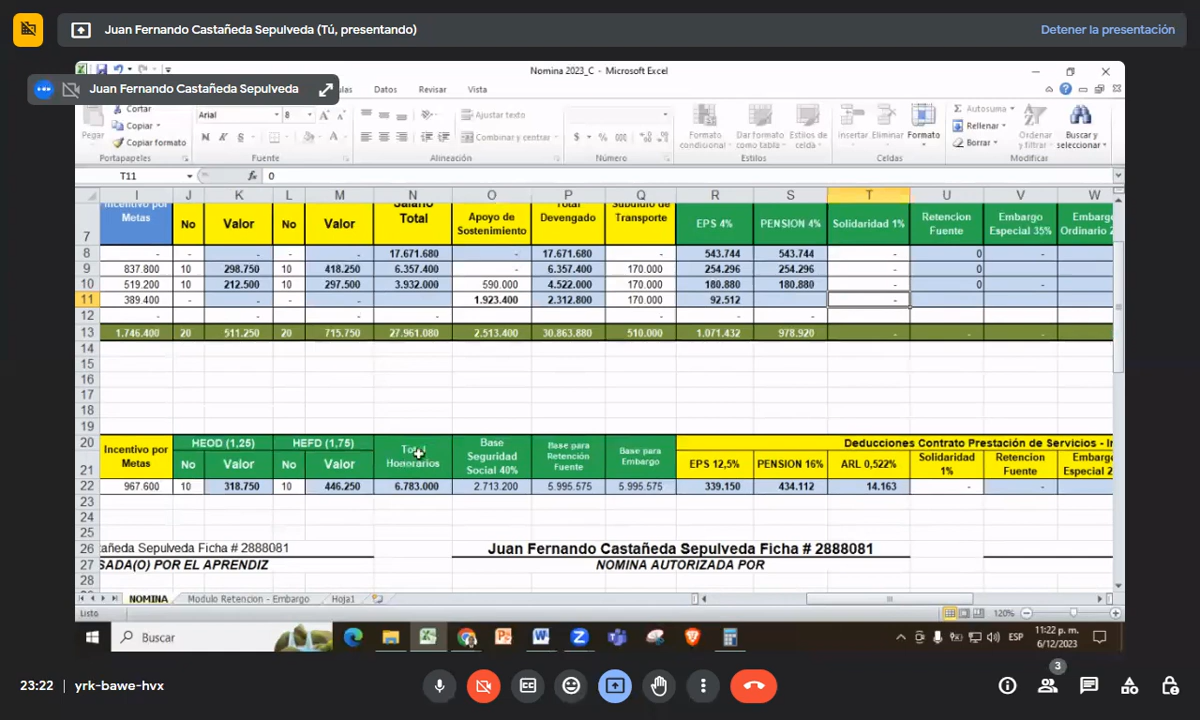 Juan Fernando Castañeda Sepulveda (Tú, presentando)
Detener la presentación
Nomina 2023_C - Microsoft Excel
Juan Fernando Castañeda Sepulveda
Datos Revisar Vista
Cortar
Copiar
Copiar formato
Pegar
Portapapeles
Arial 8
N K S
Fuente
Ajustar texto
Combinar y centrar
Alineación
$ % 000
Número
Formato condicional
Dar formato como tabla
Estilos de celda
Estilos
Insertar Eliminar Formato
Celdas
Autosuma
Rellenar
Borrar
Ordenar y filtrar
Buscar y seleccionar
Modificar
T11 fx 0
I J K L M N O P Q R S T U V W
7 Incentivo por Metas No Valor No Valor Salario Total Apoyo de Sostenimiento Total Devengado Subsidio de Transporte EPS 4% PENSION 4% Solidaridad 1% Retencion Fuente Embargo Especial 35% Embarg Ordinario 2
8 - - - - - 17.671.680 - 17.671.680 - 543.744 543.744 - 0 -
9 837.800 10 298.750 10 418.250 6.357.400 - 6.357.400 170.000 254.296 254.296 - 0
10 519.200 10 212.500 10 297.500 3.932.000 590.000 4.522.000 170.000 180.880 180.880 - 0 -
11 389.400 - - - - 1.923.400 2.312.800 170.000 92.512 -
12 - - - - - - - - - -
13 1.746.400 20 511.250 20 715.750 27.961.080 2.513.400 30.863.880 510.000 1.071.432 978.920 - - -
14
15
16
17
18
19
20 HEOD (1,25) HEFD (1,75) Deducciones Contrato Prestación de Servicios - In
21 Incentivo por Metas No Valor No Valor Total Honorarios Base Seguridad Social 40% Base para Retención Fuente Base para Embargo EPS 12,5% PENSION 16% ARL 0,522% Solidaridad 1% Retencion Fuente Embarg Especial 2
22 967.600 10 318.750 10 446.250 6.783.000 2.713.200 5.995.575 5.995.575 339.150 434.112 14.163 - -
23
24
25
26 tañeda Sepulveda Ficha # 2888081 Juan Fernando Castañeda Sepulveda Ficha # 2888081
27 SADA(O) POR EL APRENDIZ NOMINA AUTORIZADA POR
28
NOMINA Modulo Retencion - Embargo Hoja1
Listo 120%
Buscar
ESP
11:22 p. m.
6/12/2023
23:22 | yrk-bawe-hvx
3